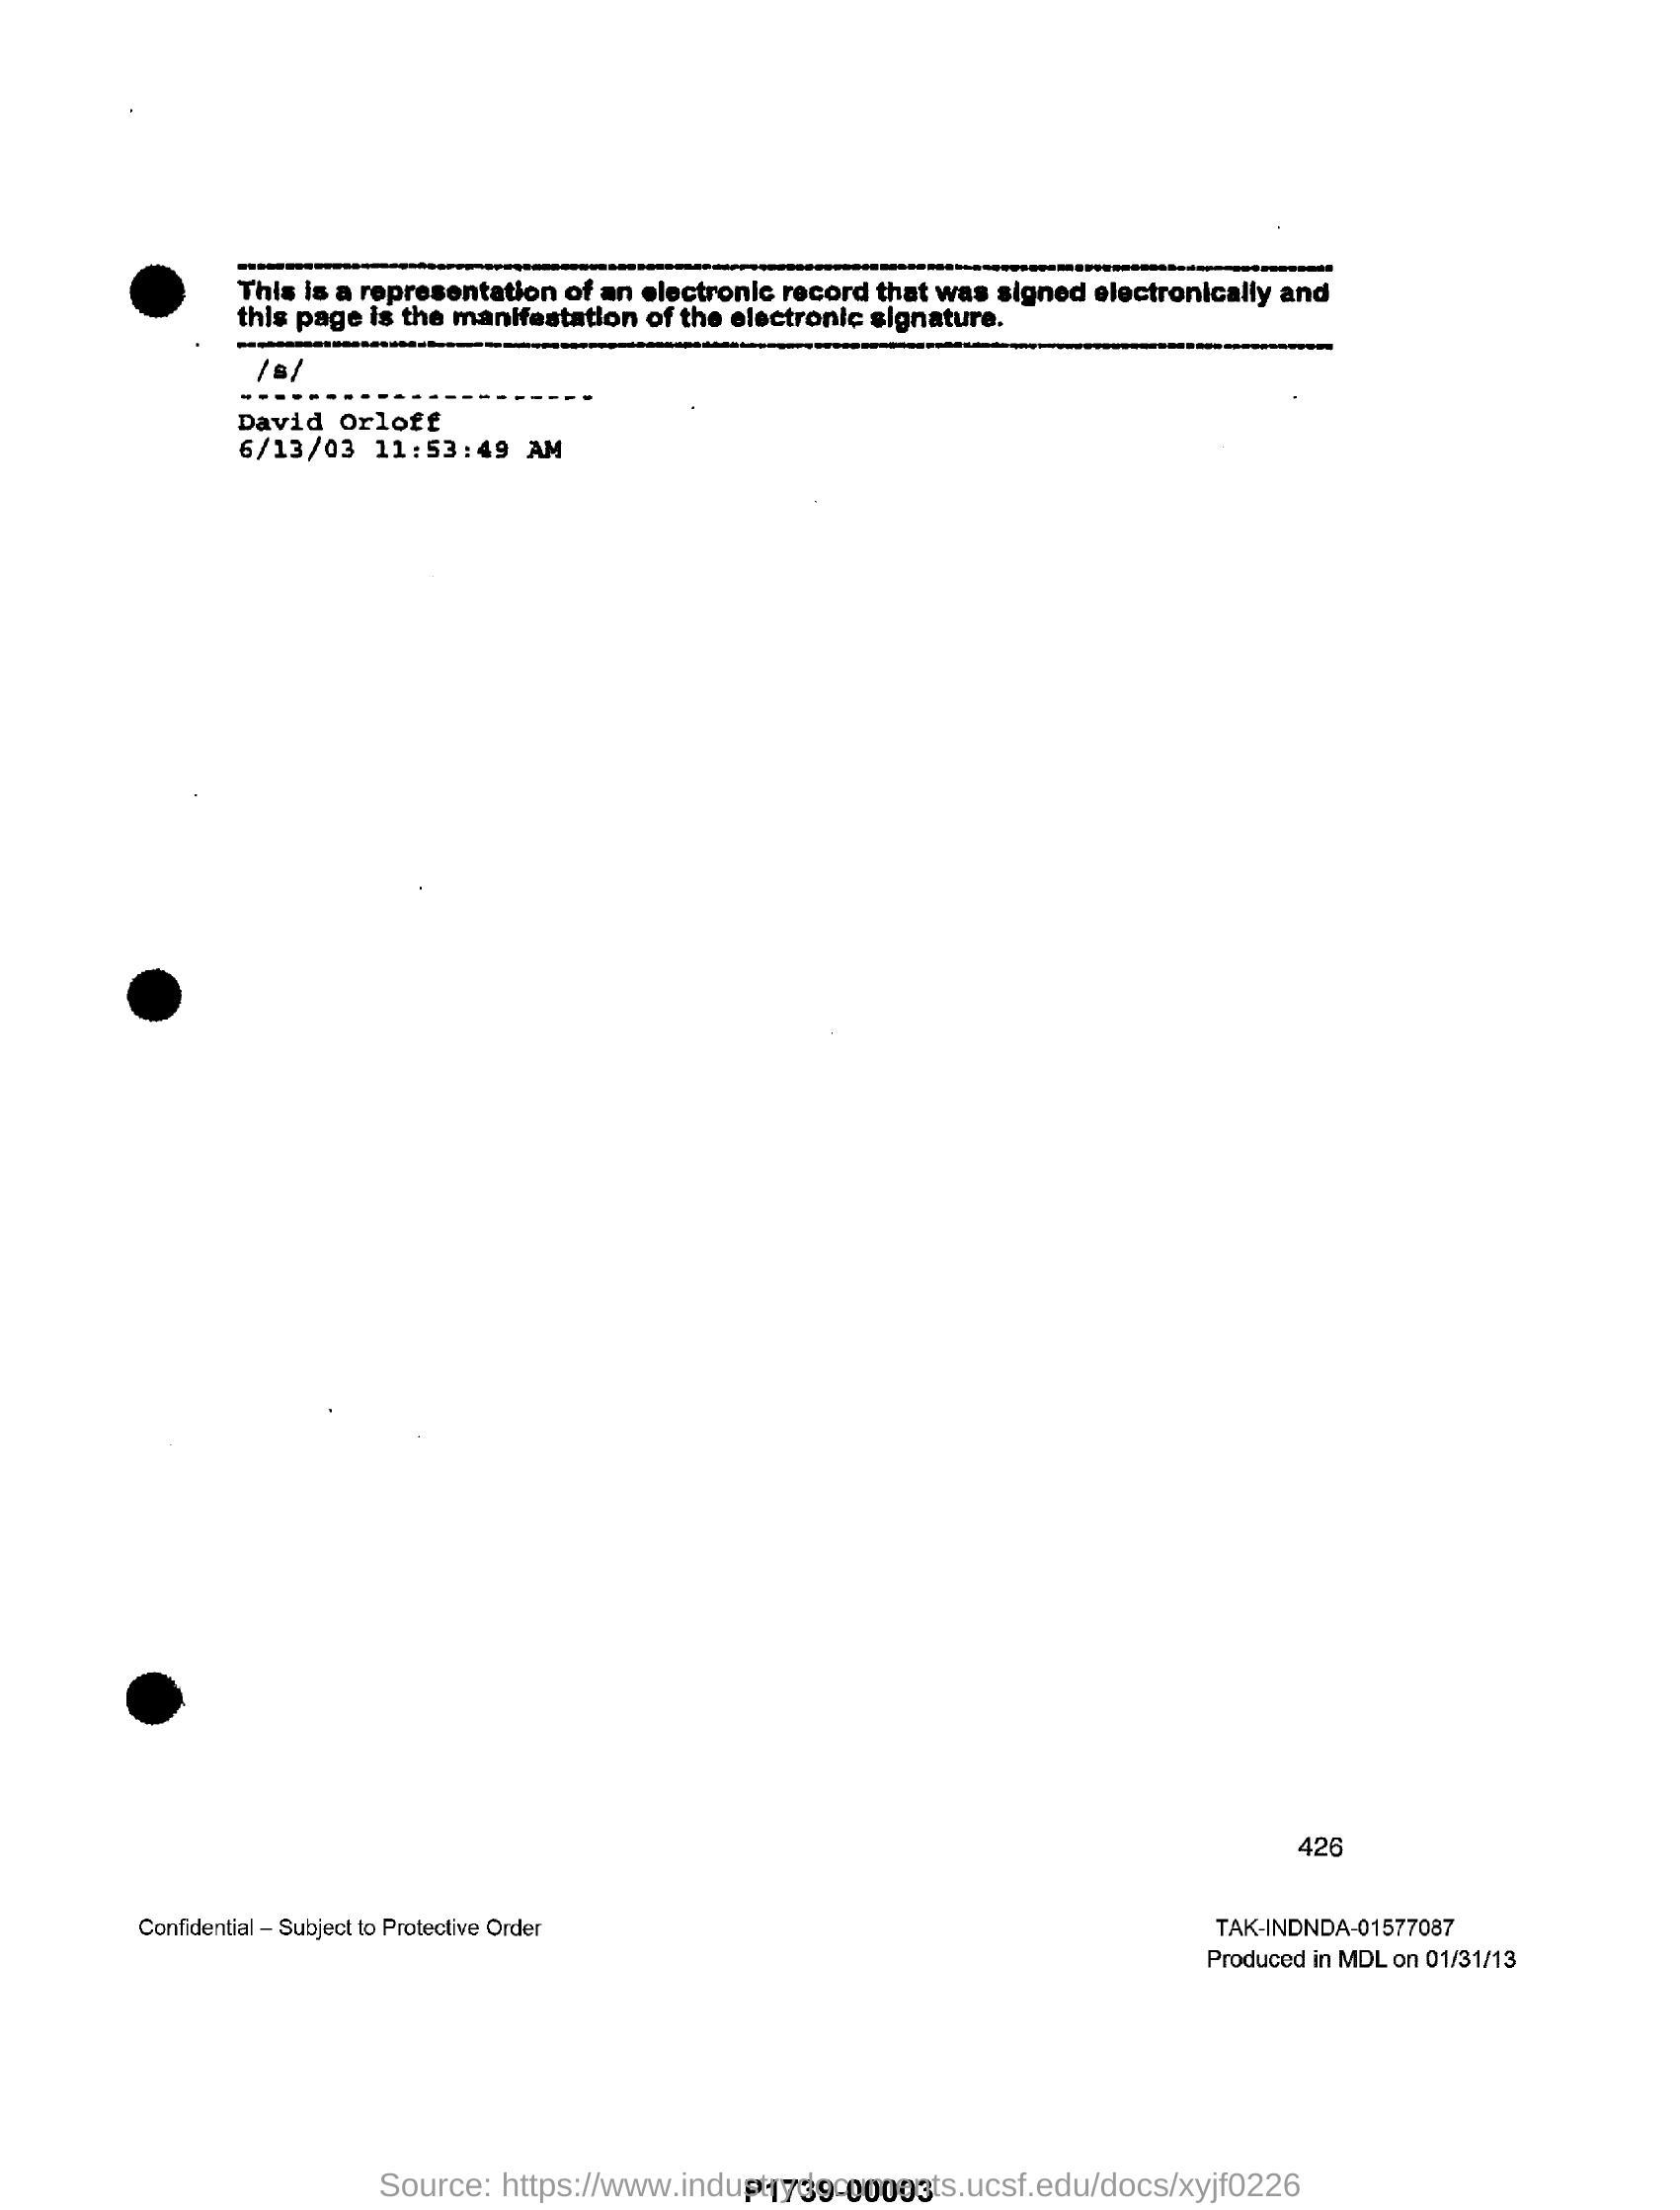 This is a representation of an electronic record that was signed electronically and
this page is the manifestation of the electronic signature.
/s/
---------------------
David Orloff
6/13/03 11:53:49 AM
426
Confidential – Subject to Protective Order
TAK-INDNDA-01577087
Produced in MDL on 01/31/13
Source: https://www.industrydocuments.ucsf.edu/docs/xyjf0226
P1739-00093